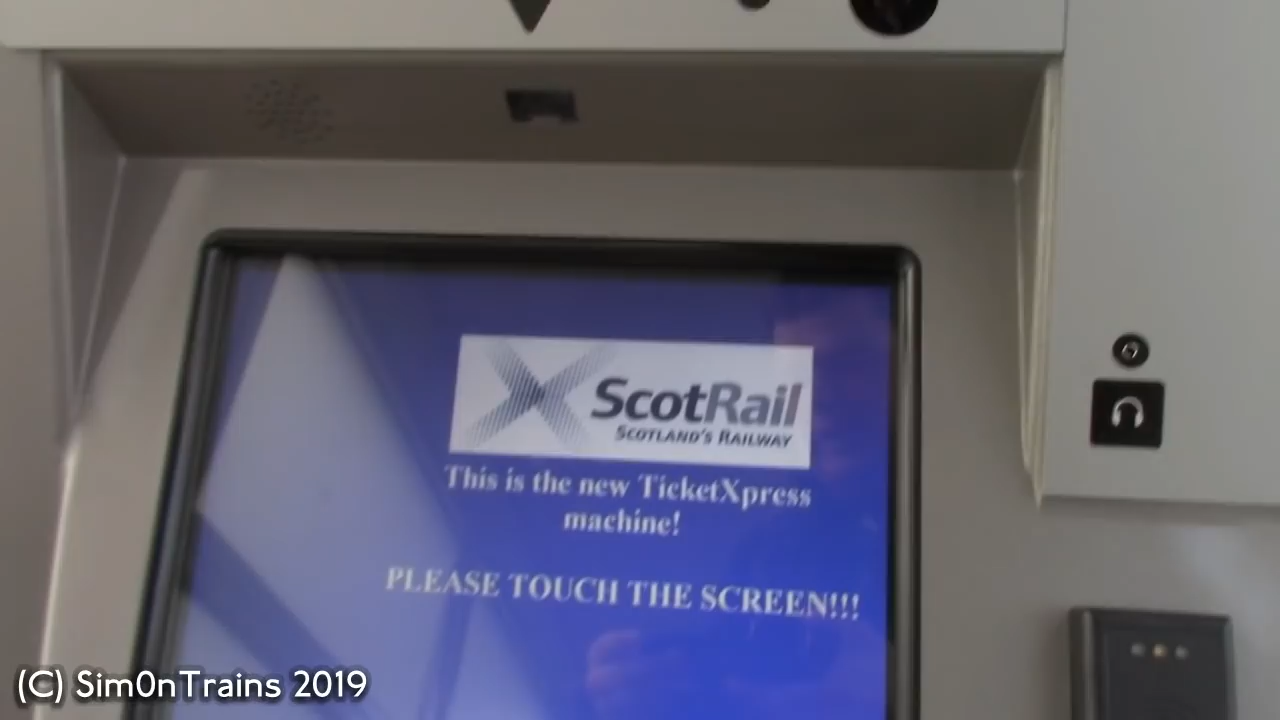 ScotRail
SCOTLAND'S RAILWAY
This is the new TicketXpress
machine!
PLEASE TOUCH THE SCREEN!!!
(C) Sim0nTrains 2019